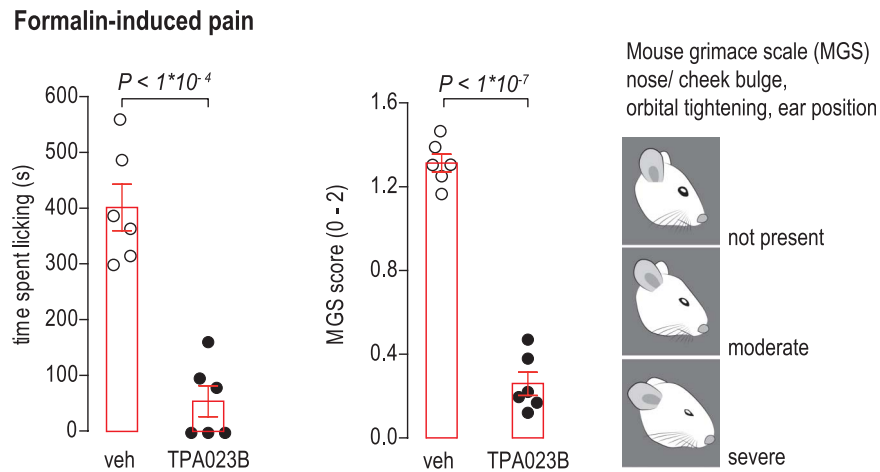 Formalin-induced pain
P < 1*10-4
600
500
400
300
200
100
0
time spent licking (s)
veh
TPA023B
P < 1*10-7
1.6
1.2
0.8
0.4
0.0
MGS score (0 - 2)
veh
TPA023B
Mouse grimace scale (MGS)
nose/ cheek bulge,
orbital tightening, ear position
not present
moderate
severe